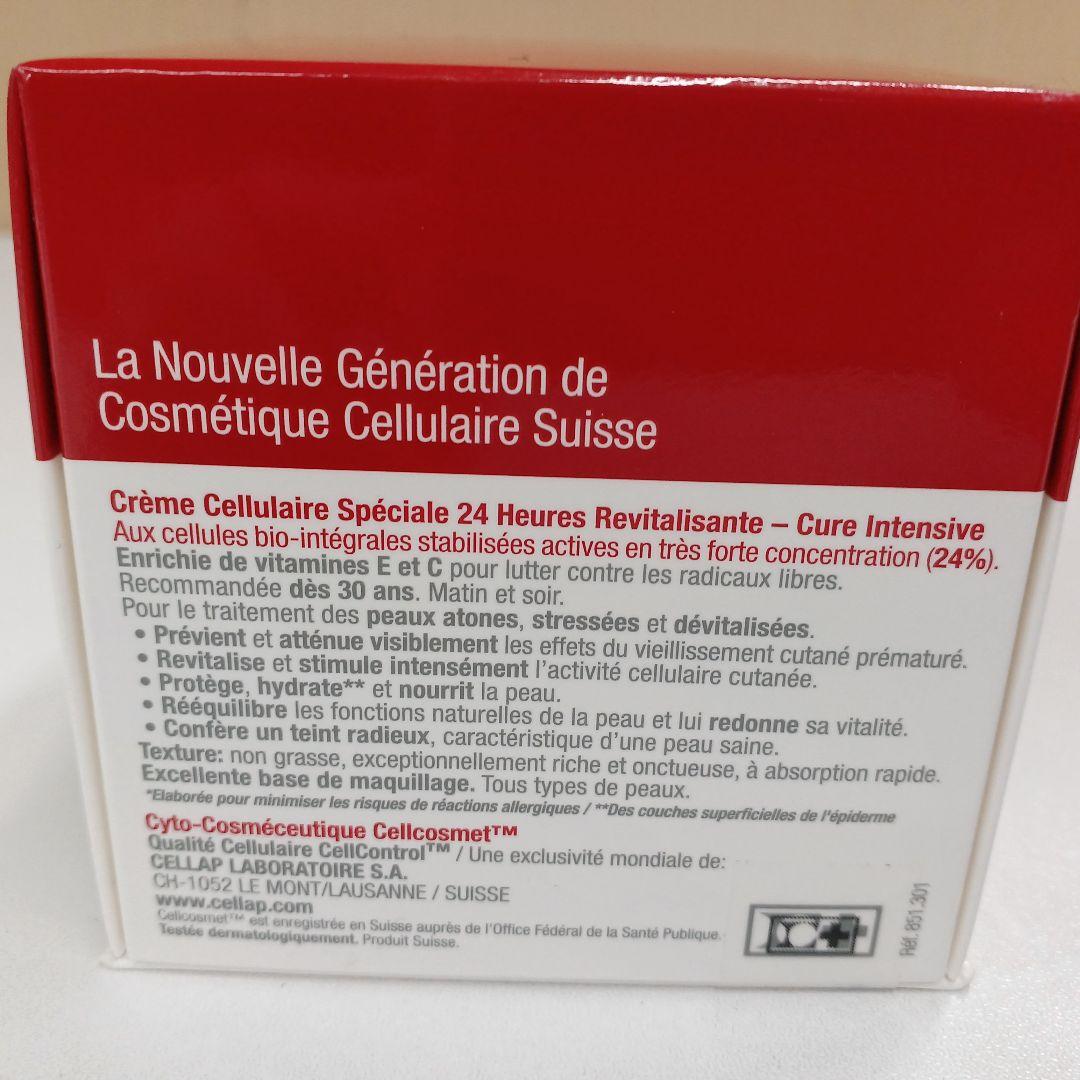 La Nouvelle Génération de
Cosmétique Cellulaire Suisse
Crème Cellulaire Spéciale 24 Heures Revitalisante – Cure Intensive
Aux cellules bio-intégrales stabilisées actives en très forte concentration (24%).
Enrichie de vitamines E et C pour lutter contre les radicaux libres.
Recommandée dès 30 ans. Matin et soir.
Pour le traitement des peaux atones, stressées et dévitalisées.
• Prévient et atténue visiblement les effets du vieillissement cutané prématuré.
• Revitalise et stimule intensément l'activité cellulaire cutanée.
• Protège, hydrate** et nourrit la peau.
• Rééquilibre les fonctions naturelles de la peau et lui redonne sa vitalité.
• Confère un teint radieux, caractéristique d'une peau saine.
Texture: non grasse, exceptionnellement riche et onctueuse, à absorption rapide.
Excellente base de maquillage. Tous types de peaux.
*Elaborée pour minimiser les risques de réactions allergiques / **Des couches superficielles de l'épiderme
Cyto-Cosméceutique Cellcosmet™
Qualité Cellulaire CellControl™ / Une exclusivité mondiale de:
CELLAP LABORATOIRE S.A.
CH-1052 LE MONT/LAUSANNE / SUISSE
www.cellap.com
Cellcosmet™ est enregistrée en Suisse auprès de l'Office Fédéral de la Santé Publique.
Testée dermatologiquement. Produit Suisse.
Réf. 851.301